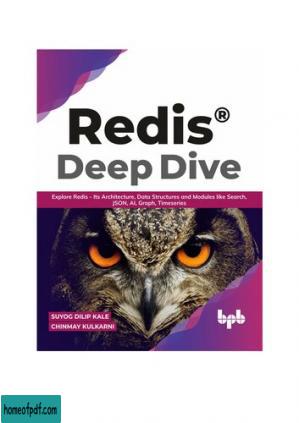 Redis®
Deep Dive
Explore Redis - Its Architecture, Data Structures and Modules like Search,
JSON, AI, Graph, Timeseries
SUYOG DILIP KALE
CHINMAY KULKARNI
bpb
homeofpdf.com